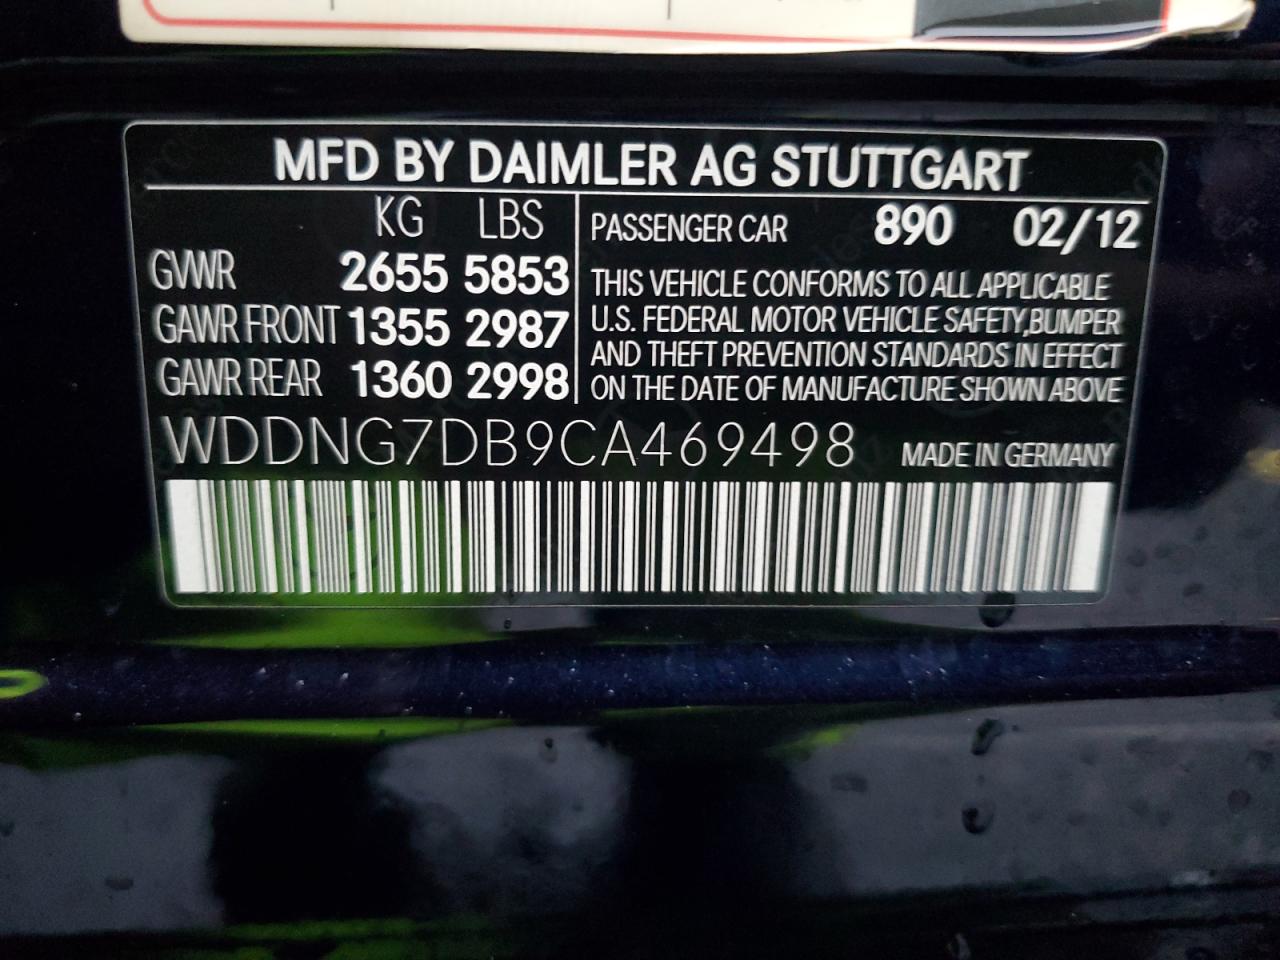 MFD BY DAIMLER AG STUTTGART
KG LBS
GVWR 2655 5853
GAWR FRONT 1355 2987
GAWR REAR 1360 2998
PASSENGER CAR 890 02/12
THIS VEHICLE CONFORMS TO ALL APPLICABLE
U.S. FEDERAL MOTOR VEHICLE SAFETY,BUMPER
AND THEFT PREVENTION STANDARDS IN EFFECT
ON THE DATE OF MANUFACTURE SHOWN ABOVE
WDDNG7DB9CA469498 MADE IN GERMANY